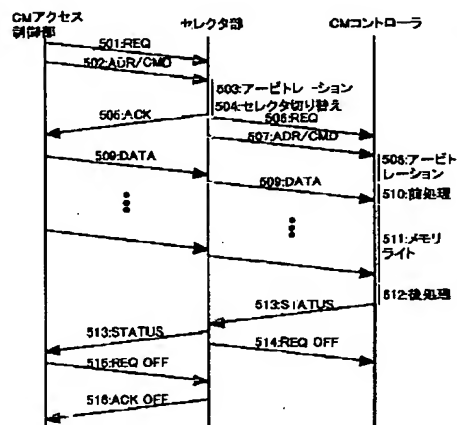 CMアクセス
制御部
セレクタ部
CMコントローラ
501:REQ
502:ADR/CMD
503:アービトレーション
504:セレクタ切り替え
505:ACK
506:REQ
507:ADR/CMD
508:アービト
レーション
509:DATA
509:DATA
510:前処理
511:メモリ
ライト
512:後処理
513:STATUS
513:STATUS
514:REQ OFF
515:REQ OFF
516:ACK OFF